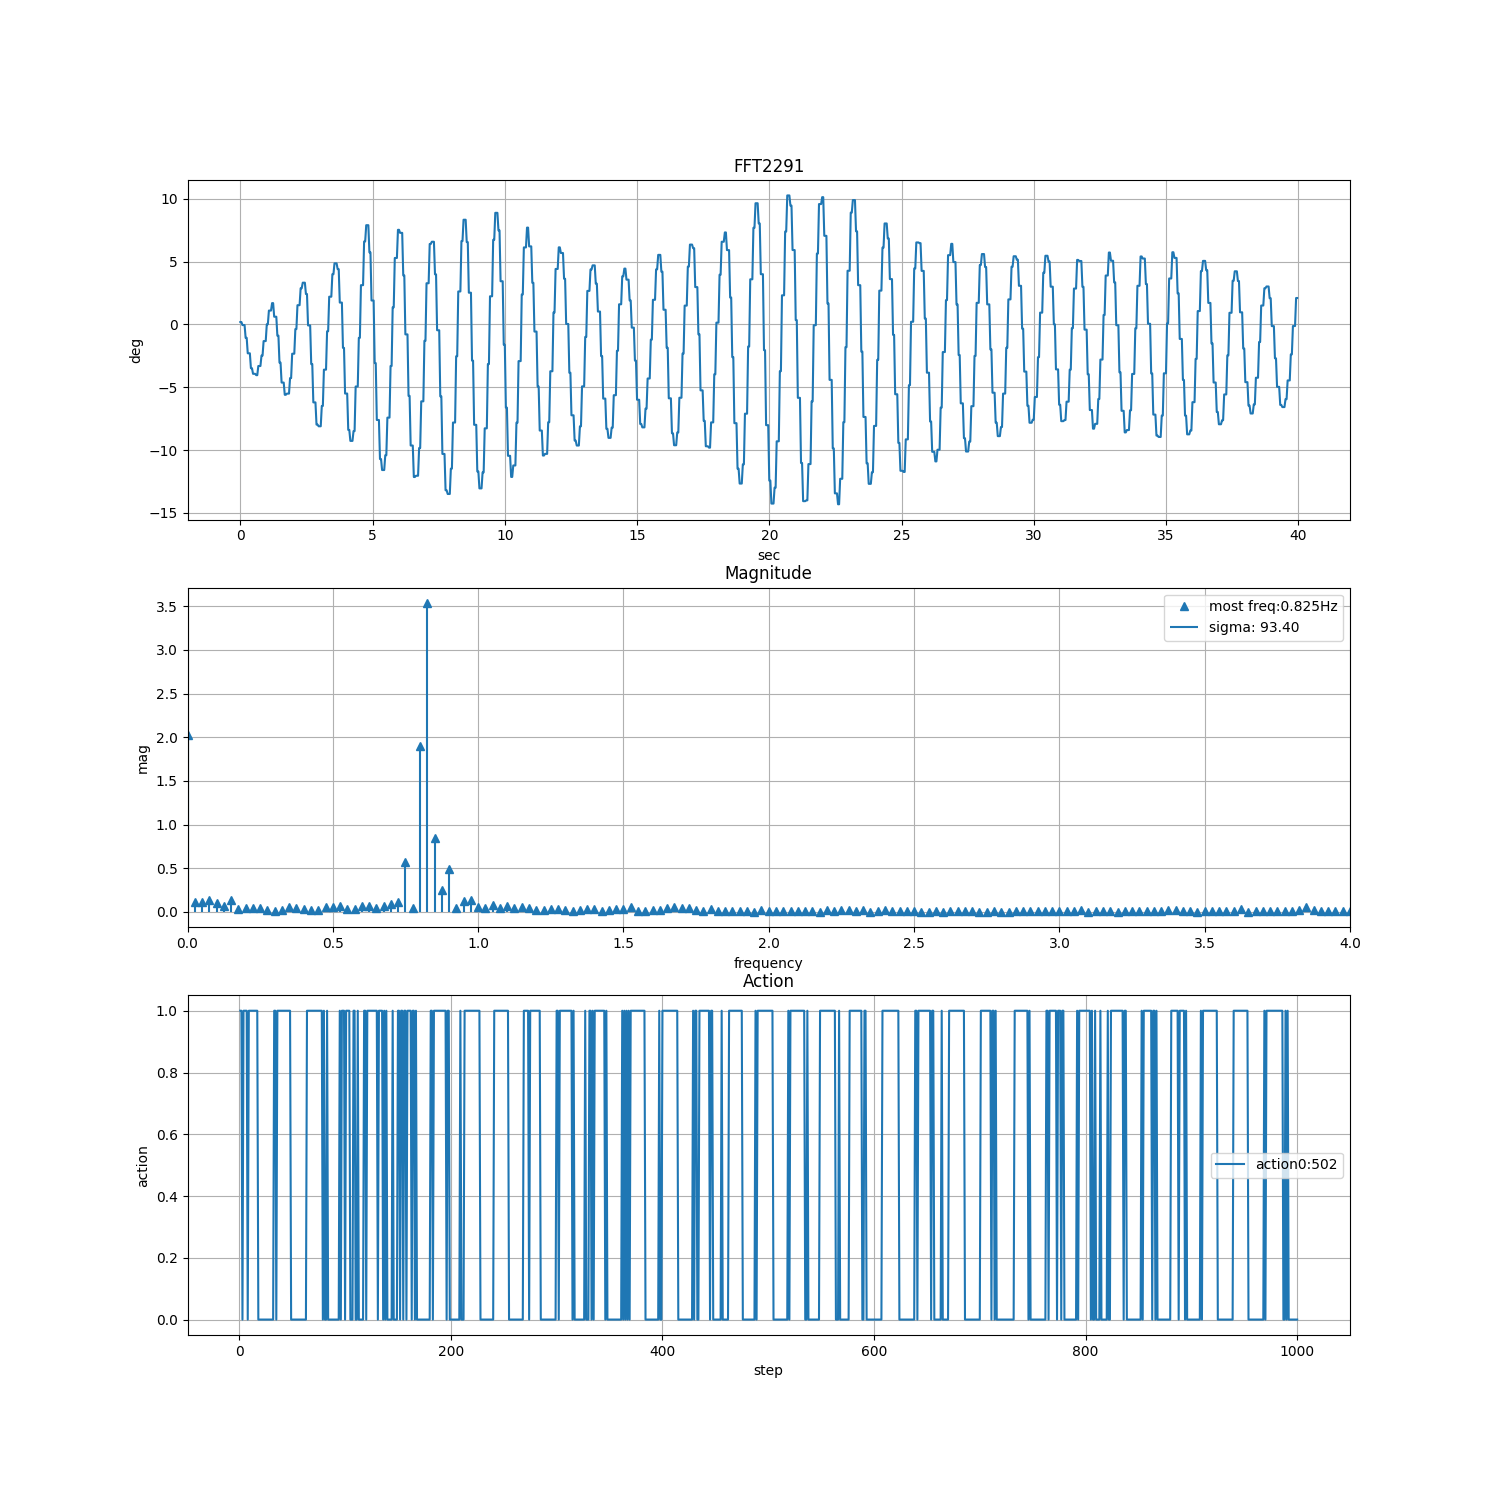 FFT2291
10
5
0
−5
−10
−15
deg
0 5 10 15 20 25 30 35 40
sec
Magnitude
3.5
3.0
2.5
2.0
1.5
1.0
0.5
0.0
mag
most freq:0.825Hz
sigma: 93.40
0.0 0.5 1.0 1.5 2.0 2.5 3.0 3.5 4.0
frequency
Action
1.0
0.8
0.6
0.4
0.2
0.0
action
action0:502
0 200 400 600 800 1000
step